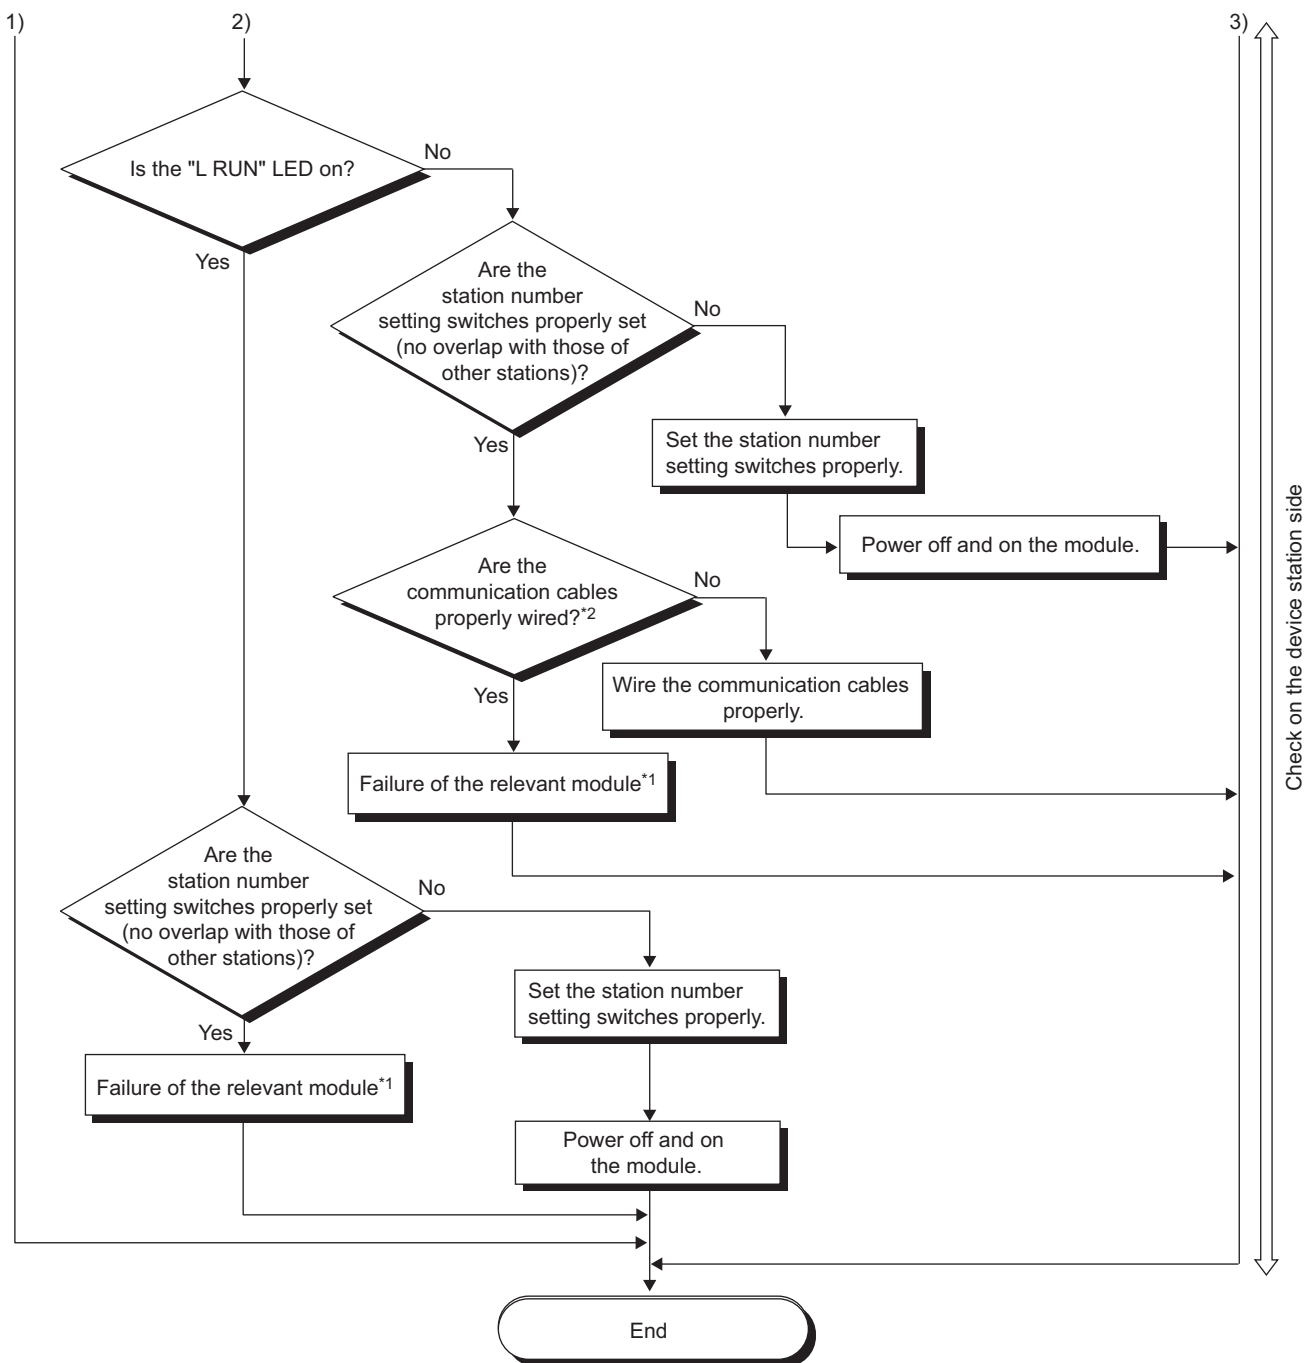 1)
2)
3)
Is the "L RUN" LED on?
No
Yes
Are the
station number
setting switches properly set
(no overlap with those of
other stations)?
No
Yes
Set the station number
setting switches properly.
Power off and on the module.
Are the
communication cables
properly wired?*2
No
Yes
Wire the communication cables
properly.
Failure of the relevant module*1
Are the
station number
setting switches properly set
(no overlap with those of
other stations)?
No
Yes
Set the station number
setting switches properly.
Failure of the relevant module*1
Power off and on
the module.
End
Check on the device station side